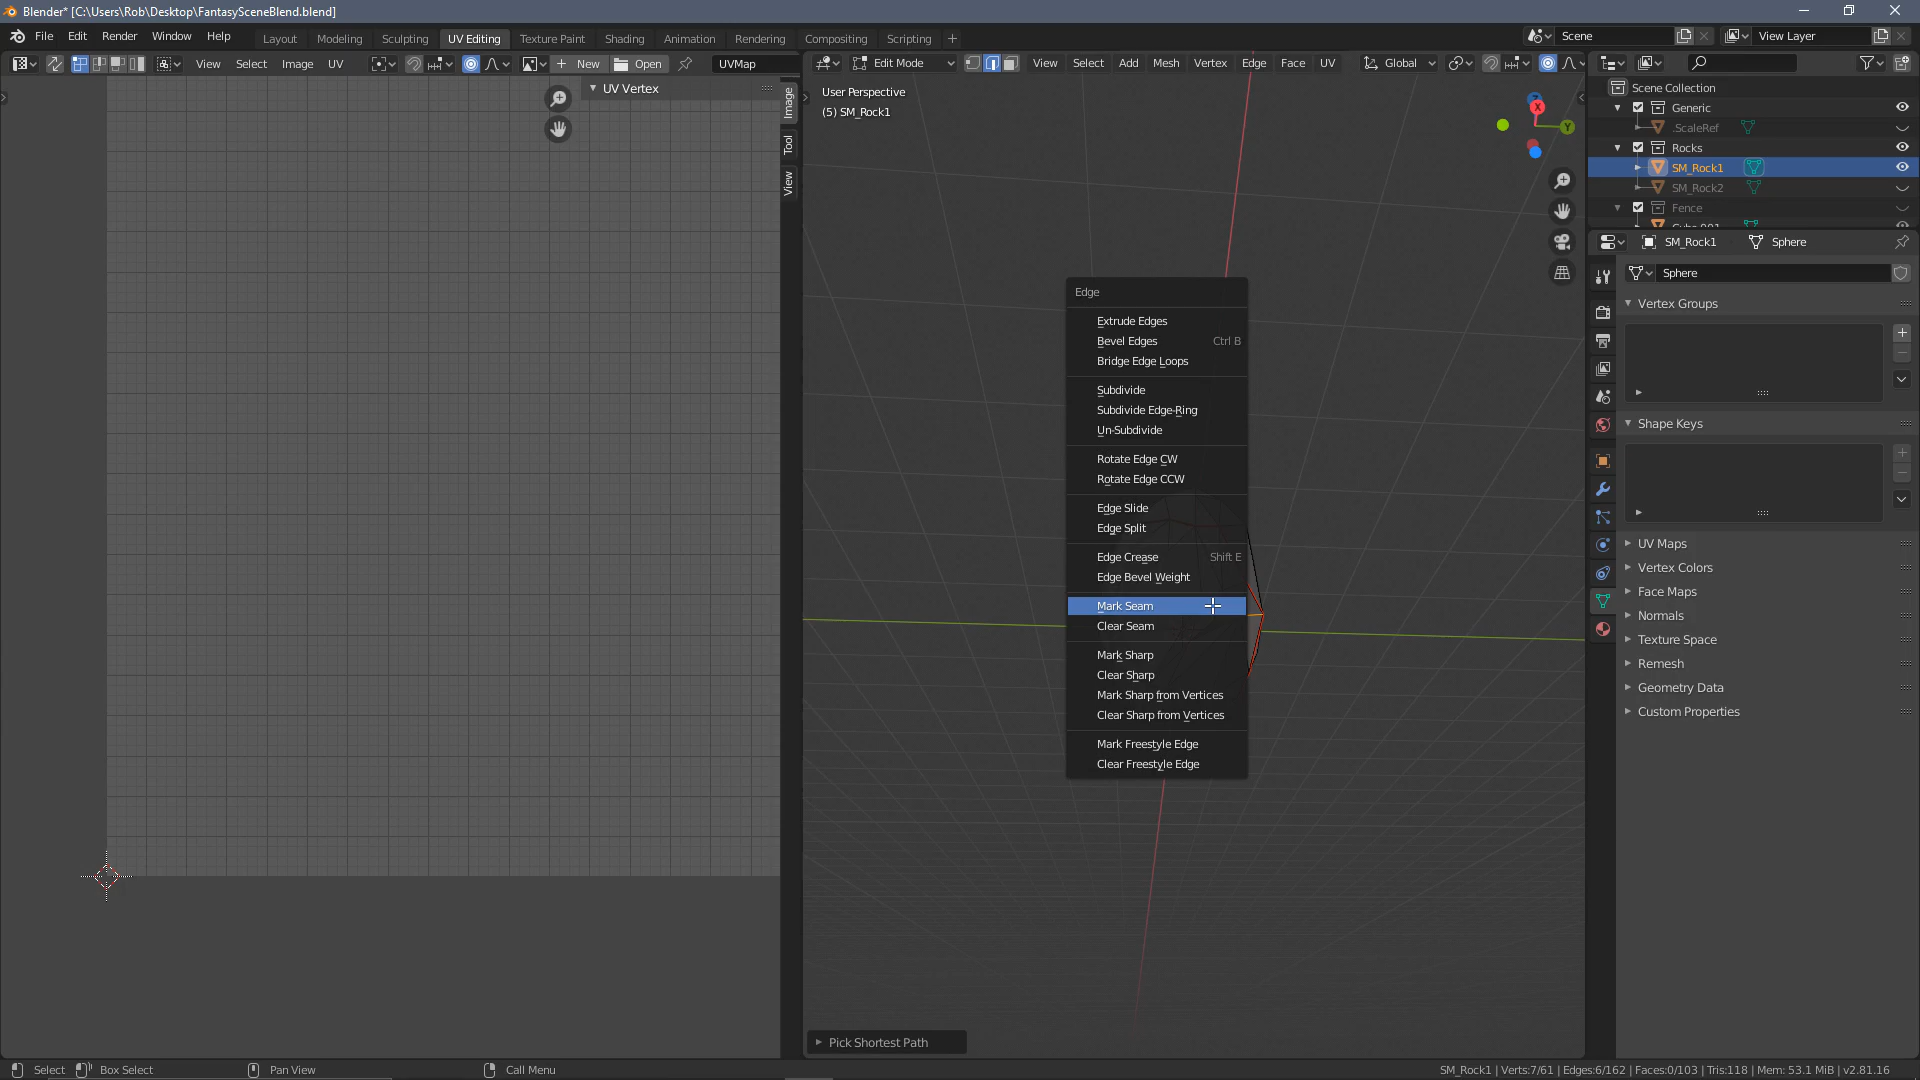 Blender* [C:\Users\Rob\Desktop\FantasySceneBlend.blend]
File Edit Render Window Help Layout Modeling Sculpting UV Editing Texture Paint Shading Animation Rendering Compositing Scripting + Scene View Layer
View Select Image UV New Open UVMap
Edit Mode View Select Add Mesh Vertex Edge Face UV Global
UV Vertex
Image
Tool
View
User Perspective
(5) SM_Rock1
X
Y
Edge
Extrude Edges
Bevel Edges Ctrl B
Bridge Edge Loops
Subdivide
Subdivide Edge-Ring
Un-Subdivide
Rotate Edge CW
Rotate Edge CCW
Edge Slide
Edge Split
Edge Crease Shift E
Edge Bevel Weight
Mark Seam
Clear Seam
Mark Sharp
Clear Sharp
Mark Sharp from Vertices
Clear Sharp from Vertices
Mark Freestyle Edge
Clear Freestyle Edge
Pick Shortest Path
Scene Collection
Generic
.ScaleRef
Rocks
SM_Rock1
SM_Rock2
Fence
Cube.001
SM_Rock1 Sphere
Sphere
Vertex Groups
Shape Keys
UV Maps
Vertex Colors
Face Maps
Normals
Texture Space
Remesh
Geometry Data
Custom Properties
Select Box Select Pan View Call Menu
SM_Rock1 | Verts:7/61 | Edges:6/162 | Faces:0/103 | Tris:118 | Mem: 53.1 MiB | v2.81.16